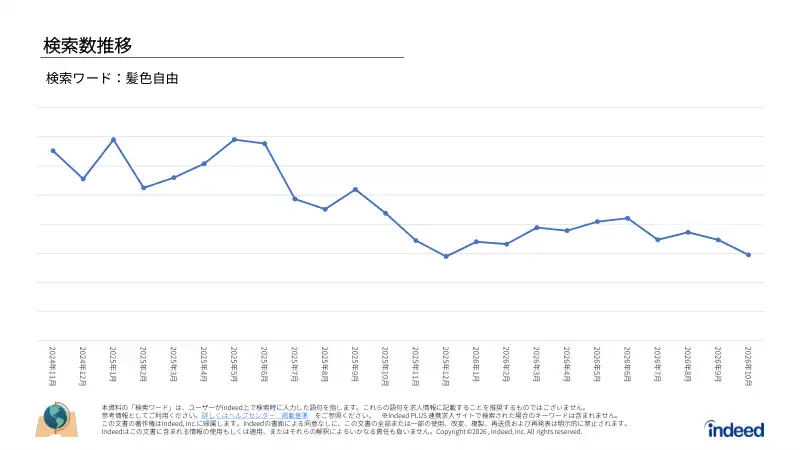 検索数推移
検索ワード：髪色自由
2024年11月
2024年12月
2025年1月
2025年2月
2025年3月
2025年4月
2025年5月
2025年6月
2025年7月
2025年8月
2025年9月
2025年10月
2025年11月
2025年12月
2026年1月
2026年2月
2026年3月
2026年4月
2026年5月
2026年6月
2026年7月
2026年8月
2026年9月
2026年10月
本資料の「検索ワード」は、ユーザーがIndeed上で検索時に入力した語句を指します。これらの語句を求人情報に記載することを推奨するものではございません。
参考情報としてご利用ください。詳しくはヘルプセンター 掲載基準 をご参照ください。 ※Indeed PLUS 連携求人サイトで検索された場合のキーワードは含まれません。
この文書の著作権はIndeed, Inc.に帰属します。Indeedの書面による同意なしに、この文書の全部または一部の使用、改変、複製、再送信および再発表は明示的に禁止されます。
Indeedはこの文書に含まれる情報の使用もしくは適用、またはそれらの解釈によるいかなる責任も負いません。Copyright ©2026 , Indeed, Inc. All rights reserved.
indeed